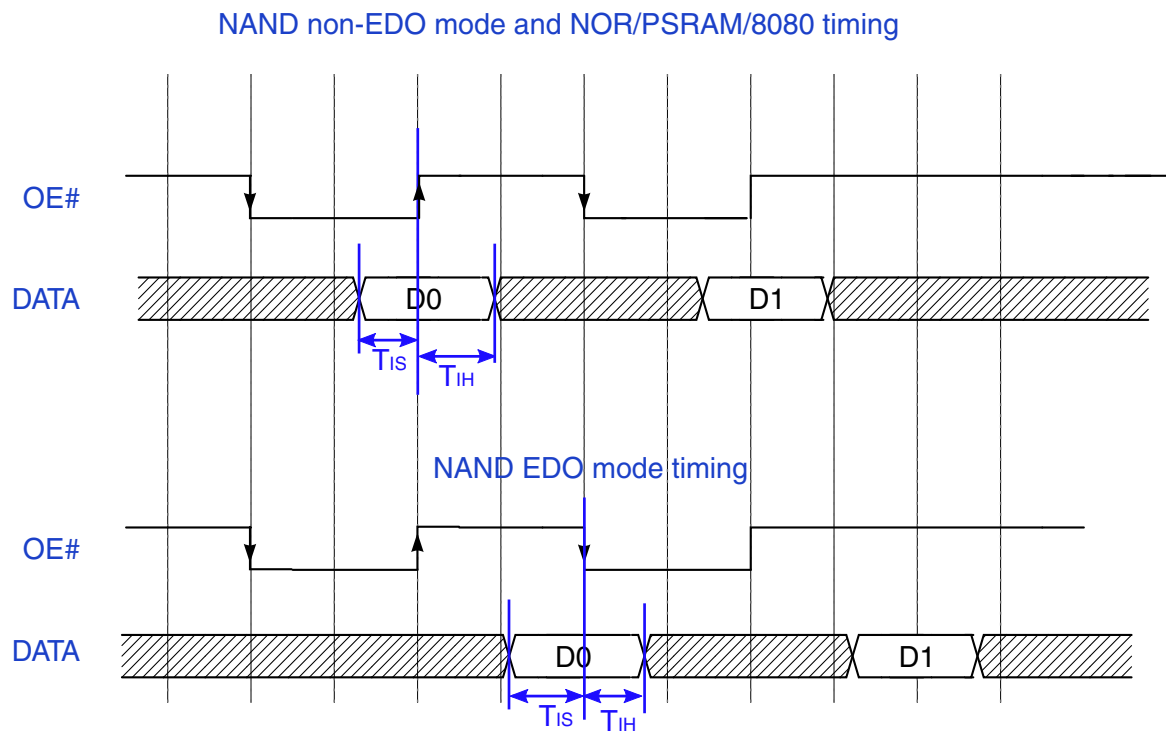 NAND non-EDO mode and NOR/PSRAM/8080 timing
OE#
DATA
D0
D1
TIS
TIH
NAND EDO mode timing
OE#
DATA
D0
D1
TIS
TIH